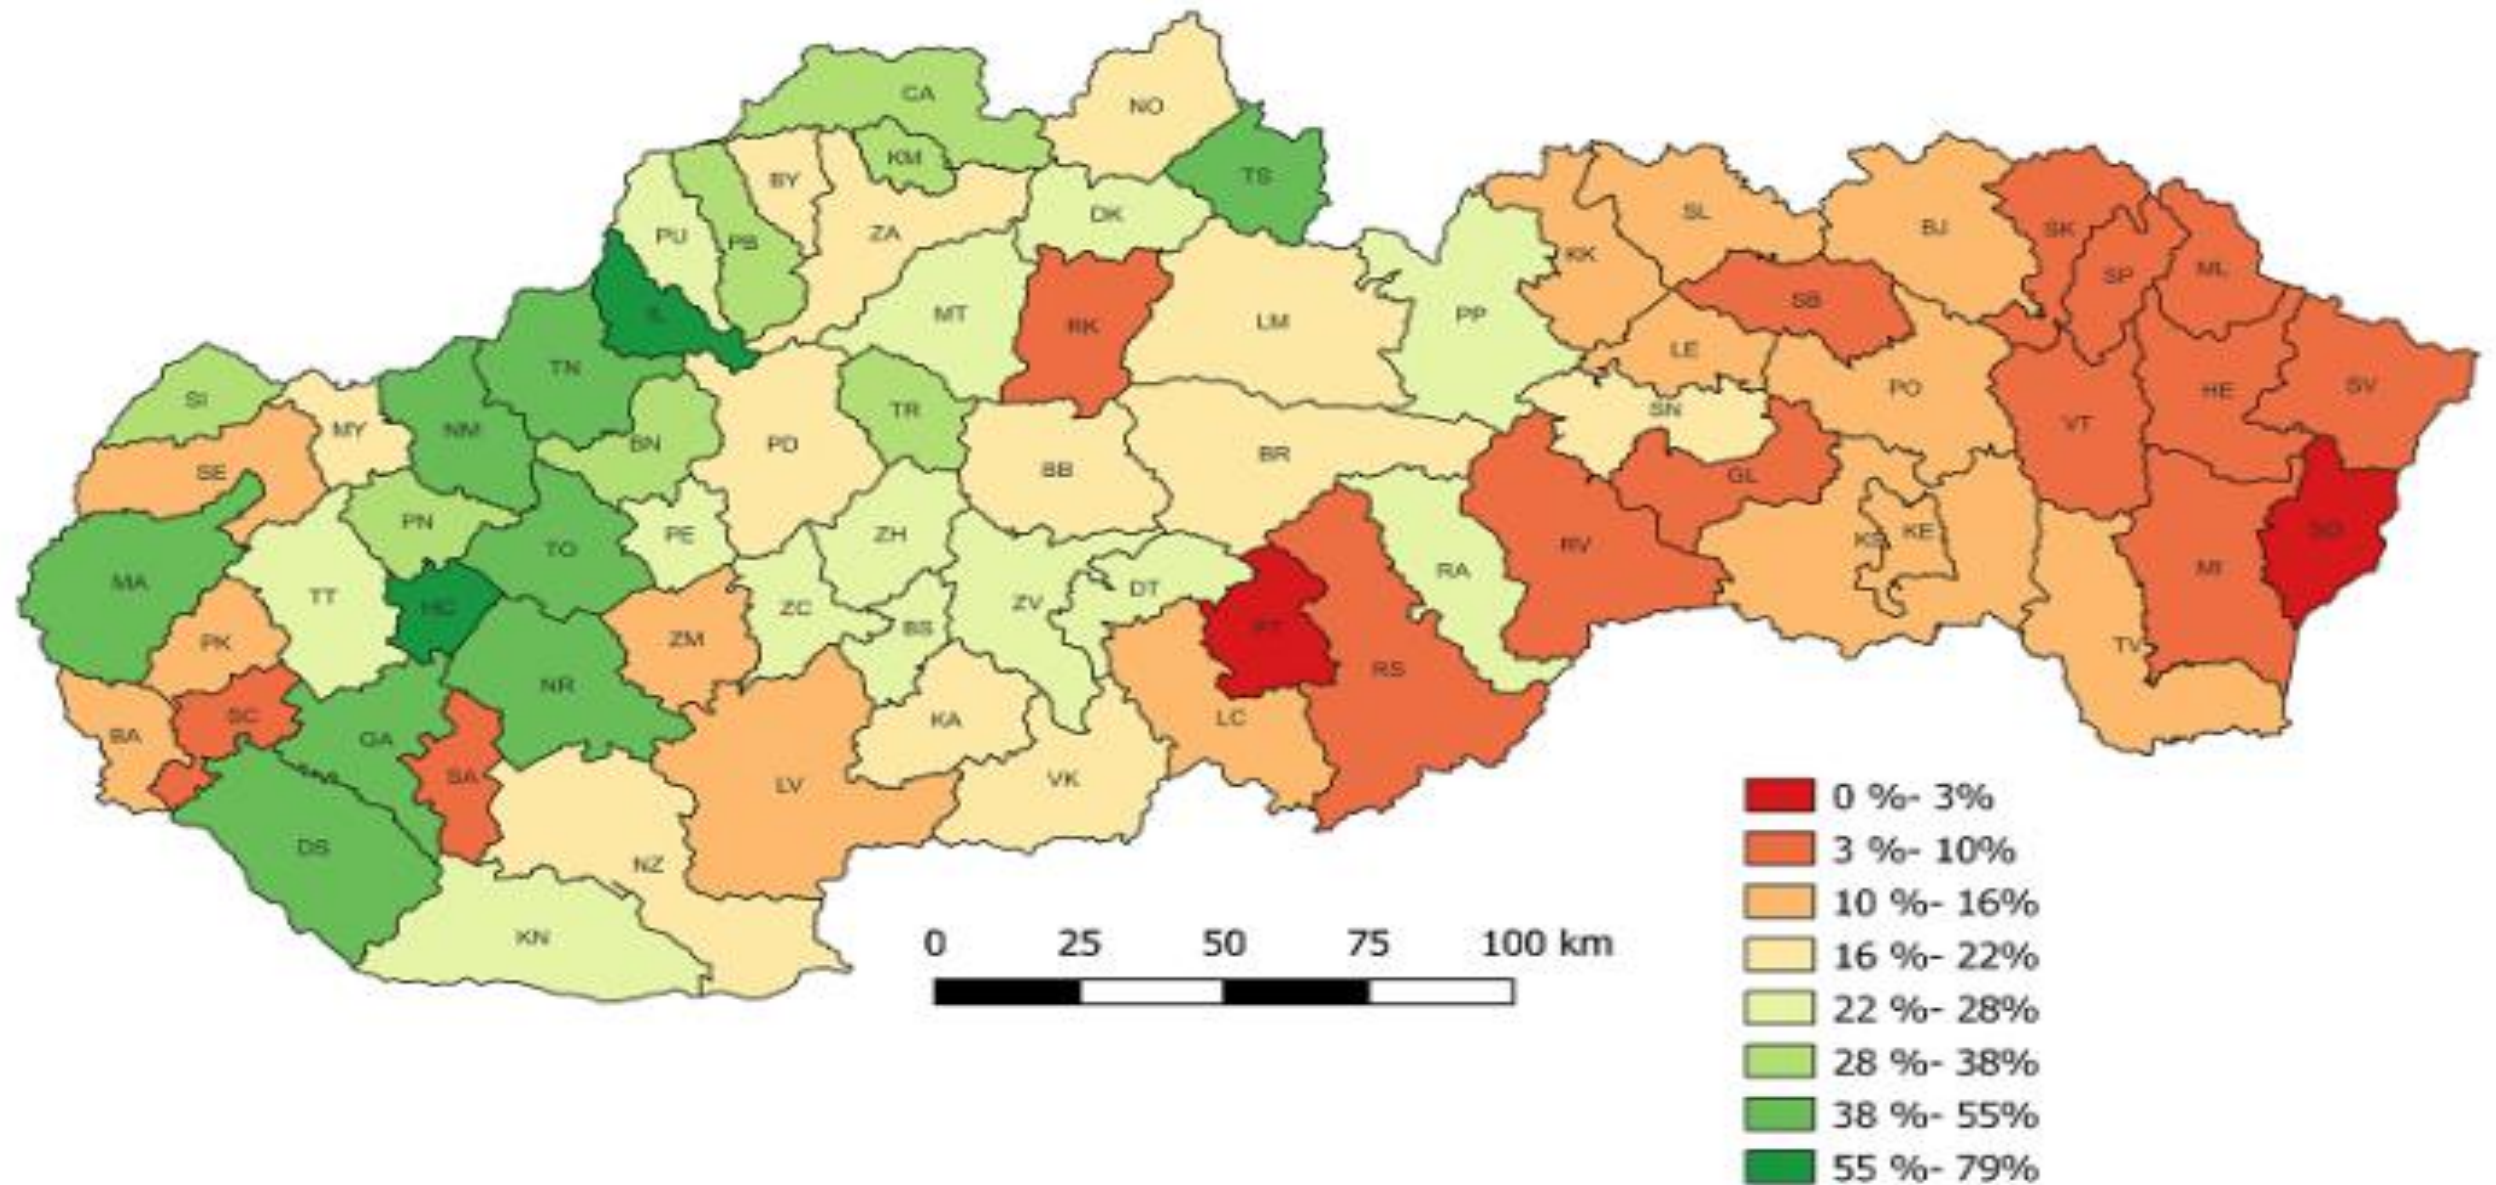 CA
NO
KM
TS
BY
DK
PU
PB
ZA
SL
BJ
SK
KK
SP
ML
IL
MT
RK
LM
PP
SB
TN
LE
SI
TR
SN
PO
HE
SV
MY
NM
BN
PD
VT
SE
BB
BR
GL
PN
ZH
PE
TO
KE
RV
MI
MA
TT
HC
ZC
ZV
DT
RA
BS
PK
ZM
TV
NR
RS
SC
KA
LC
BA
GA
SA
LV
VK
DS
NZ
KN
0 25 50 75 100 km
0 %- 3%
3 %- 10%
10 %- 16%
16 %- 22%
22 %- 28%
28 %- 38%
38 %- 55%
55 %- 79%